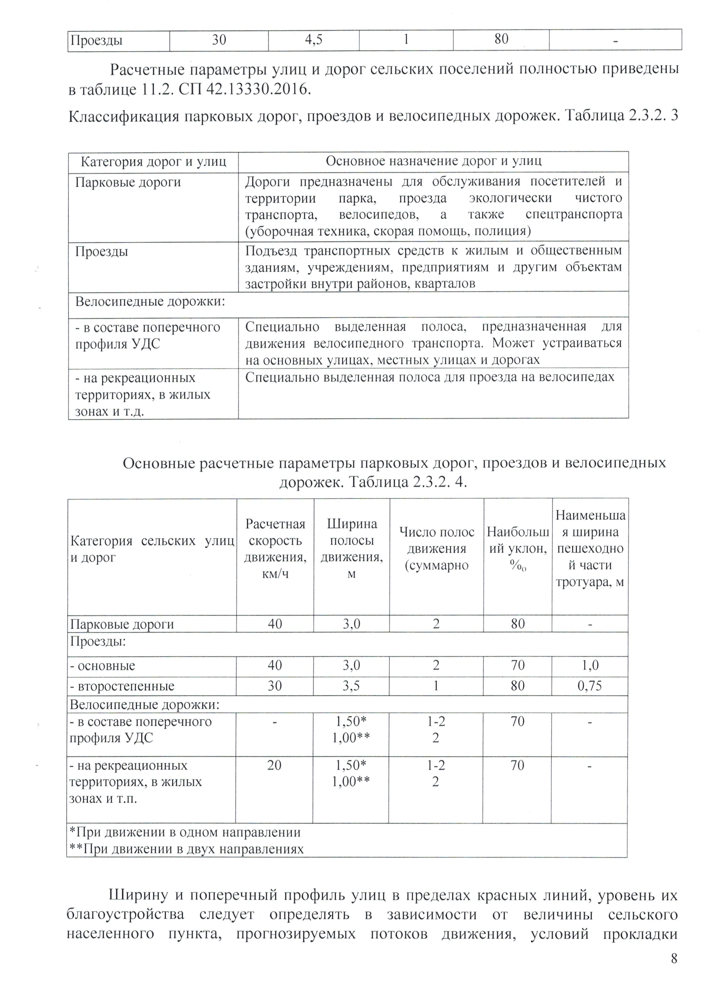 Проезды 30 4,5 1 80 -
Расчетные параметры улиц и дорог сельских поселений полностью приведены
в таблице 11.2. СП 42.13330.2016.
Классификация парковых дорог, проездов и велосипедных дорожек. Таблица 2.3.2. 3
Категория дорог и улиц Основное назначение дорог и улиц
Парковые дороги Дороги предназначены для обслуживания посетителей и
территории парка, проезда экологически чистого
транспорта, велосипедов, а также спецтранспорта
(уборочная техника, скорая помощь, полиция)
Проезды Подъезд транспортных средств к жилым и общественным
зданиям, учреждениям, предприятиям и другим объектам
застройки внутри районов, кварталов
Велосипедные дорожки:
- в составе поперечного
профиля УДС
Специально выделенная полоса, предназначенная для
движения велосипедного транспорта. Может устраиваться
на основных улицах, местных улицах и дорогах
- на рекреационных
территориях, в жилых
зонах и т.д.
Специально выделенная полоса для проезда на велосипедах
Основные расчетные параметры парковых дорог, проездов и велосипедных
дорожек. Таблица 2.3.2. 4.
Категория сельских улиц
и дорог
Расчетная
скорость
движения,
км/ч
Ширина
полосы
движения,
м
Число полос
движения
(суммарно
Наибольш
ий уклон,
‰
Наименьша
я ширина
пешеходно
й части
тротуара, м
Парковые дороги 40 3,0 2 80 -
Проезды:
- основные 40 3,0 2 70 1,0
- второстепенные 30 3,5 1 80 0,75
Велосипедные дорожки:
- в составе поперечного - 1,50* 1-2 70 -
профиля УДС 1,00** 2
- на рекреационных 20 1,50* 1-2 70 -
территориях, в жилых 1,00** 2
зонах и т.п.
*При движении в одном направлении
**При движении в двух направлениях
Ширину и поперечный профиль улиц в пределах красных линий, уровень их
благоустройства следует определять в зависимости от величины сельского
населенного пункта, прогнозируемых потоков движения, условий прокладки
8